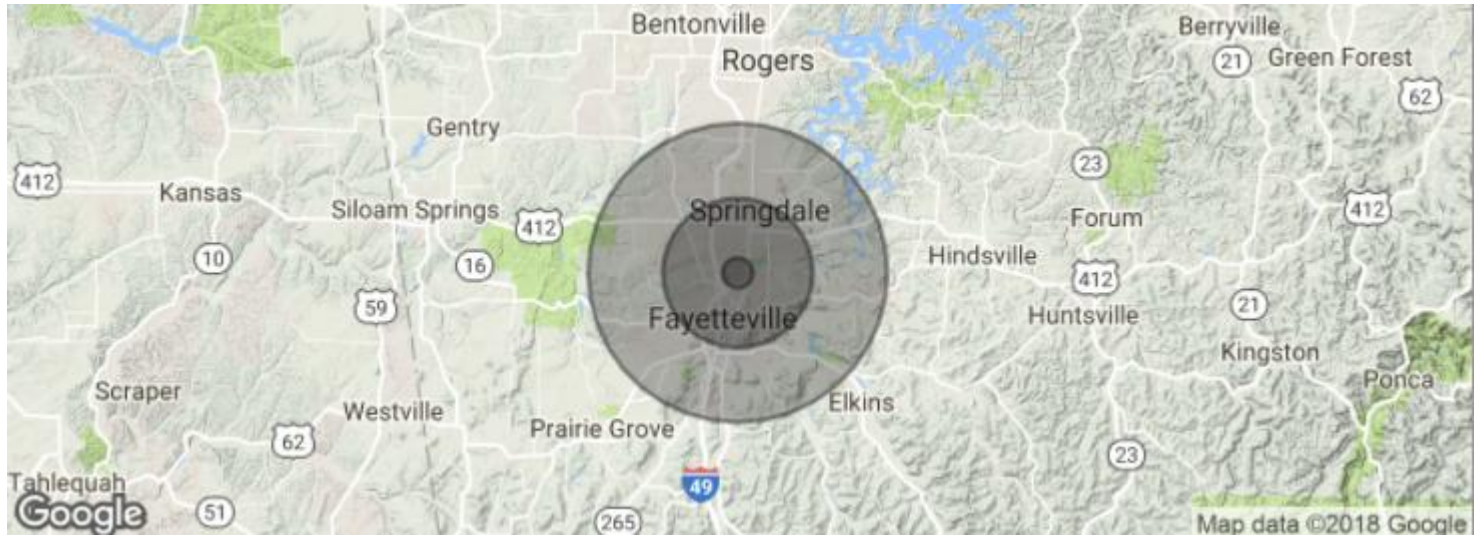 Bentonville
Berryville
Rogers
21
Green Forest
62
Gentry
23
412
Kansas
Siloam Springs
412
Springdale
412
Forum
10
16
Hindsville
412
59
Fayetteville
21
Huntsville
Kingston
Scraper
Westville
Elkins
Ponca
62
Prairie Grove
23
Tahlequah
49
Google
51
265
Map data ©2018 Google